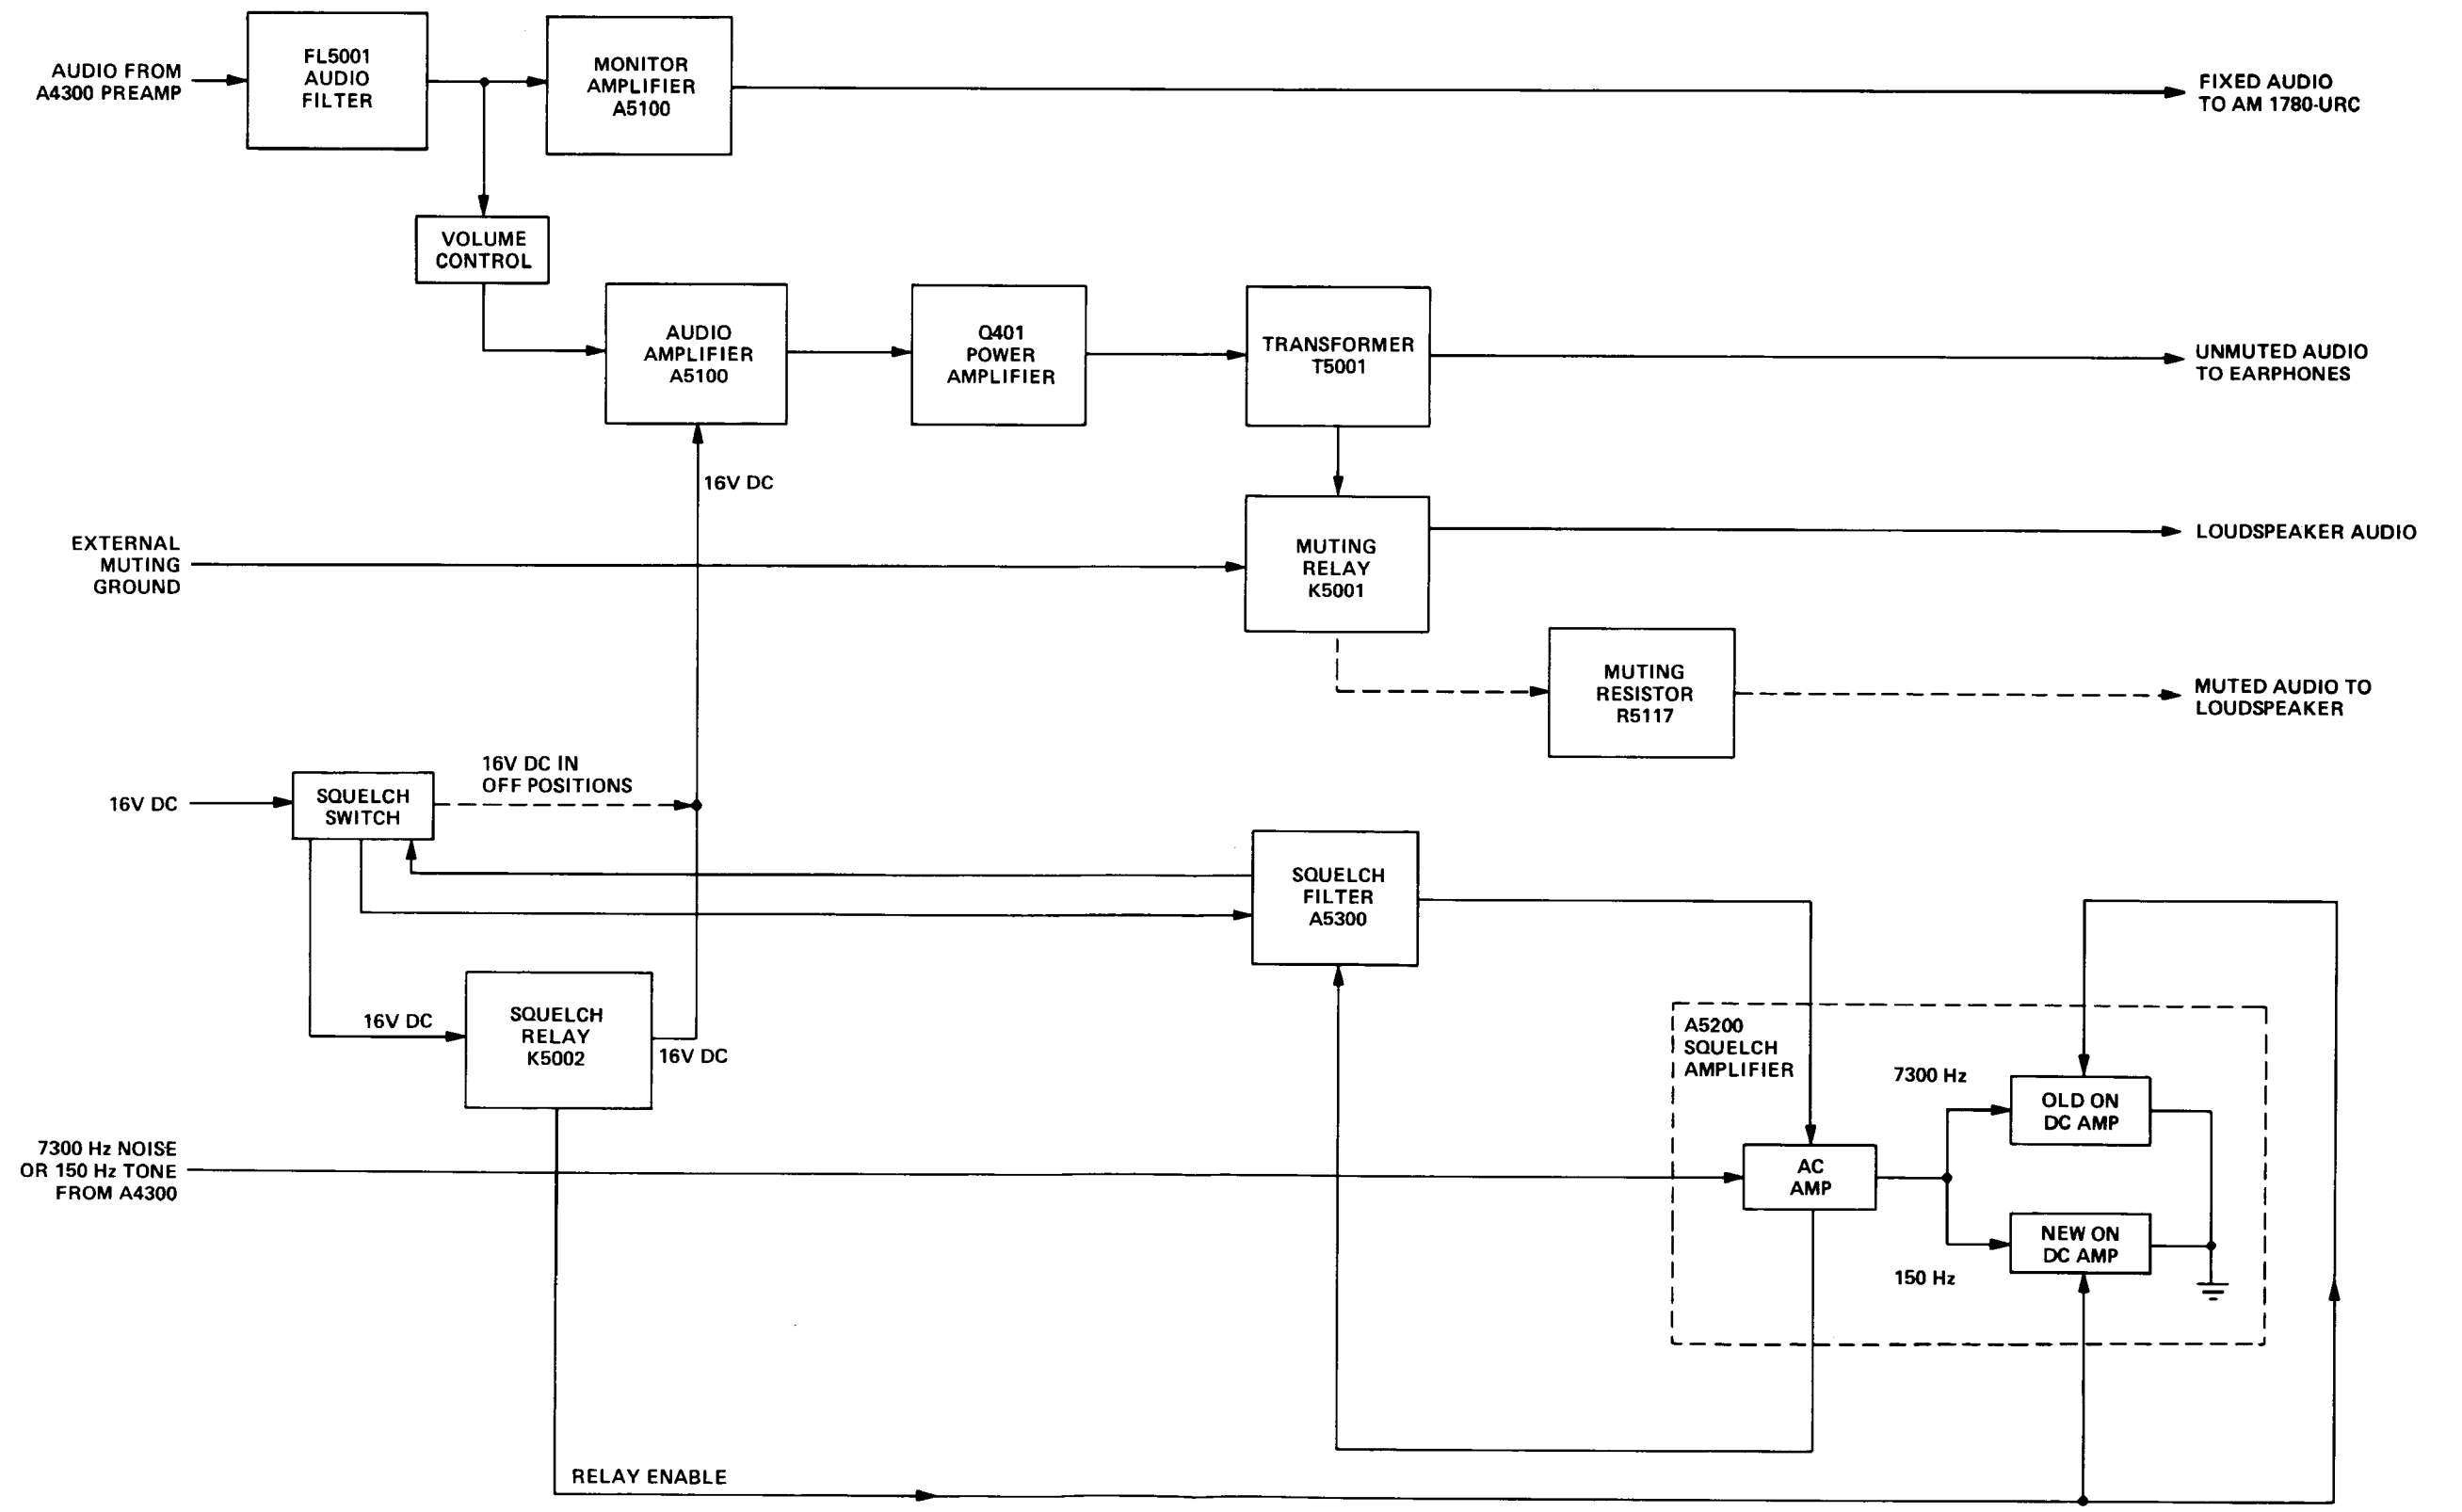 AUDIO FROM
A4300 PREAMP
FL5001
AUDIO
FILTER
MONITOR
AMPLIFIER
A5100
FIXED AUDIO
TO AM 1780-URC
VOLUME
CONTROL
AUDIO
AMPLIFIER
A5100
Q401
POWER
AMPLIFIER
TRANSFORMER
T5001
UNMUTED AUDIO
TO EARPHONES
16V DC
EXTERNAL
MUTING
GROUND
MUTING
RELAY
K5001
LOUDSPEAKER AUDIO
MUTING
RESISTOR
R5117
MUTED AUDIO TO
LOUDSPEAKER
16V DC
SQUELCH
SWITCH
16V DC IN
OFF POSITIONS
SQUELCH
FILTER
A5300
16V DC
SQUELCH
RELAY
K5002
16V DC
A5200
SQUELCH
AMPLIFIER
7300 Hz
OLD ON
DC AMP
7300 Hz NOISE
OR 150 Hz TONE
FROM A4300
AC
AMP
NEW ON
DC AMP
150 Hz
RELAY ENABLE